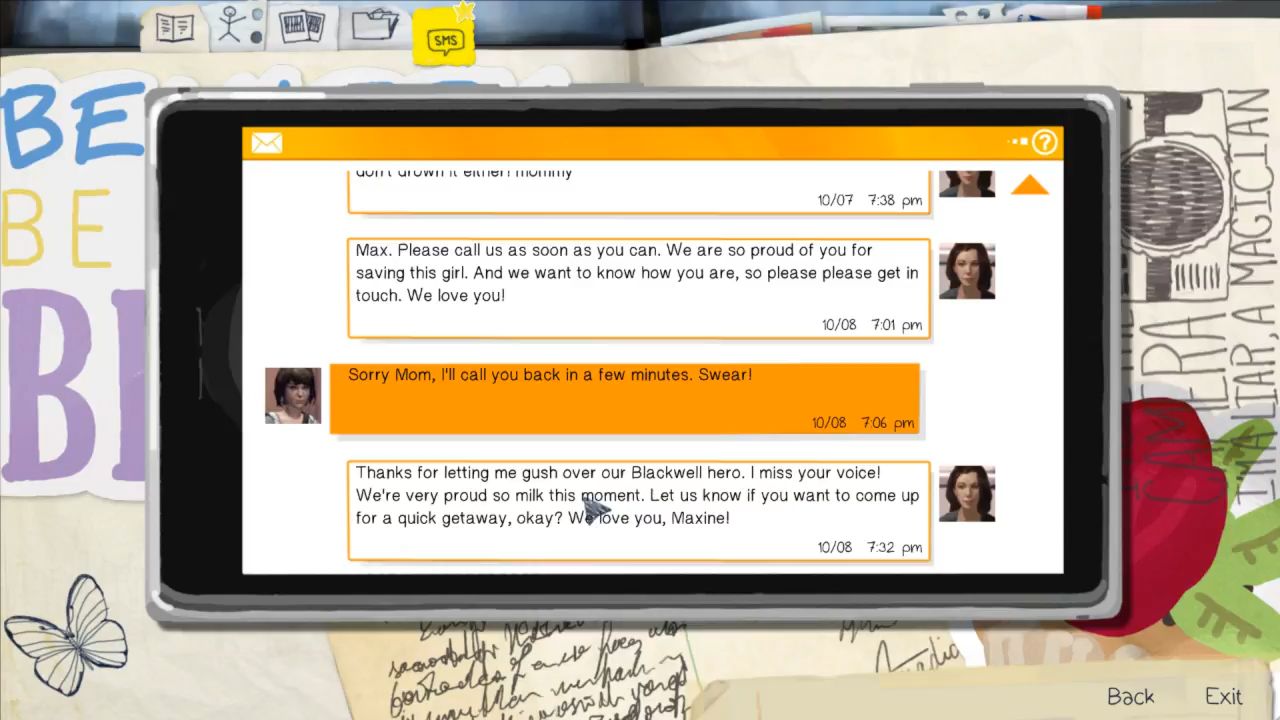 SMS
don't drown it either! mommy
10/07 7:38 pm
Max. Please call us as soon as you can. We are so proud of you for
saving this girl. And we want to know how you are, so please please get in
touch. We love you!
10/08 7:01 pm
Sorry Mom, I'll call you back in a few minutes. Swear!
10/08 7:06 pm
Thanks for letting me gush over our Blackwell hero. I miss your voice!
We're very proud so milk this moment. Let us know if you want to come up
for a quick getaway, okay? We love you, Maxine!
10/08 7:32 pm
BE
BE
CAMERA
LIAR, A MAGICIAN
Back Exit